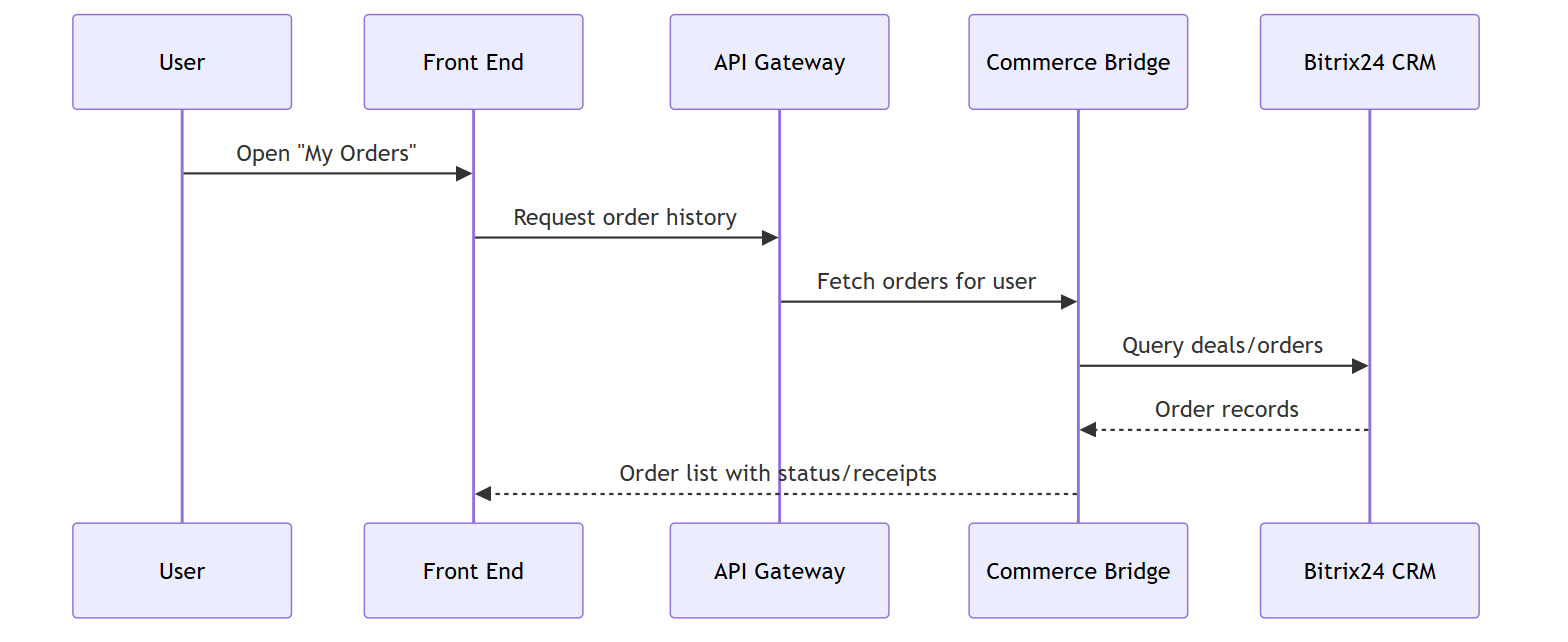 User
Front End
API Gateway
Commerce Bridge
Bitrix24 CRM
Open "My Orders"
Request order history
Fetch orders for user
Query deals/orders
Order records
Order list with status/receipts
User
Front End
API Gateway
Commerce Bridge
Bitrix24 CRM